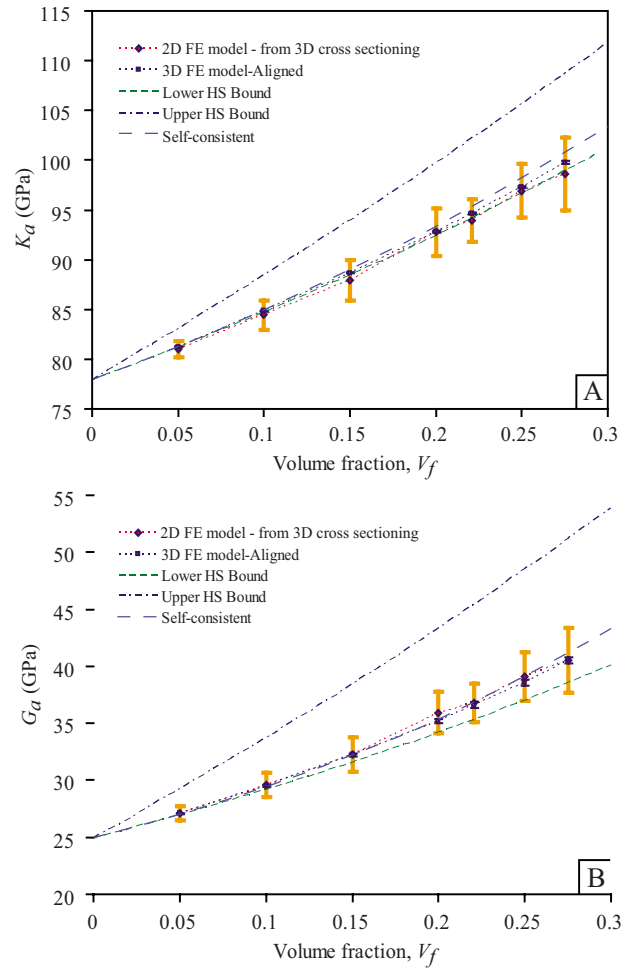 115
110
105
100
95
90
85
80
75
K_a (GPa)
2D FE model - from 3D cross sectioning
3D FE model-Aligned
Lower HS Bound
Upper HS Bound
Self-consistent
A
0 0.05 0.1 0.15 0.2 0.25 0.3
Volume fraction, V_f
55
50
45
40
35
30
25
20
G_a (GPa)
2D FE model - from 3D cross sectioning
3D FE model-Aligned
Lower HS Bound
Upper HS Bound
Self-consistent
B
0 0.05 0.1 0.15 0.2 0.25 0.3
Volume fraction, V_f